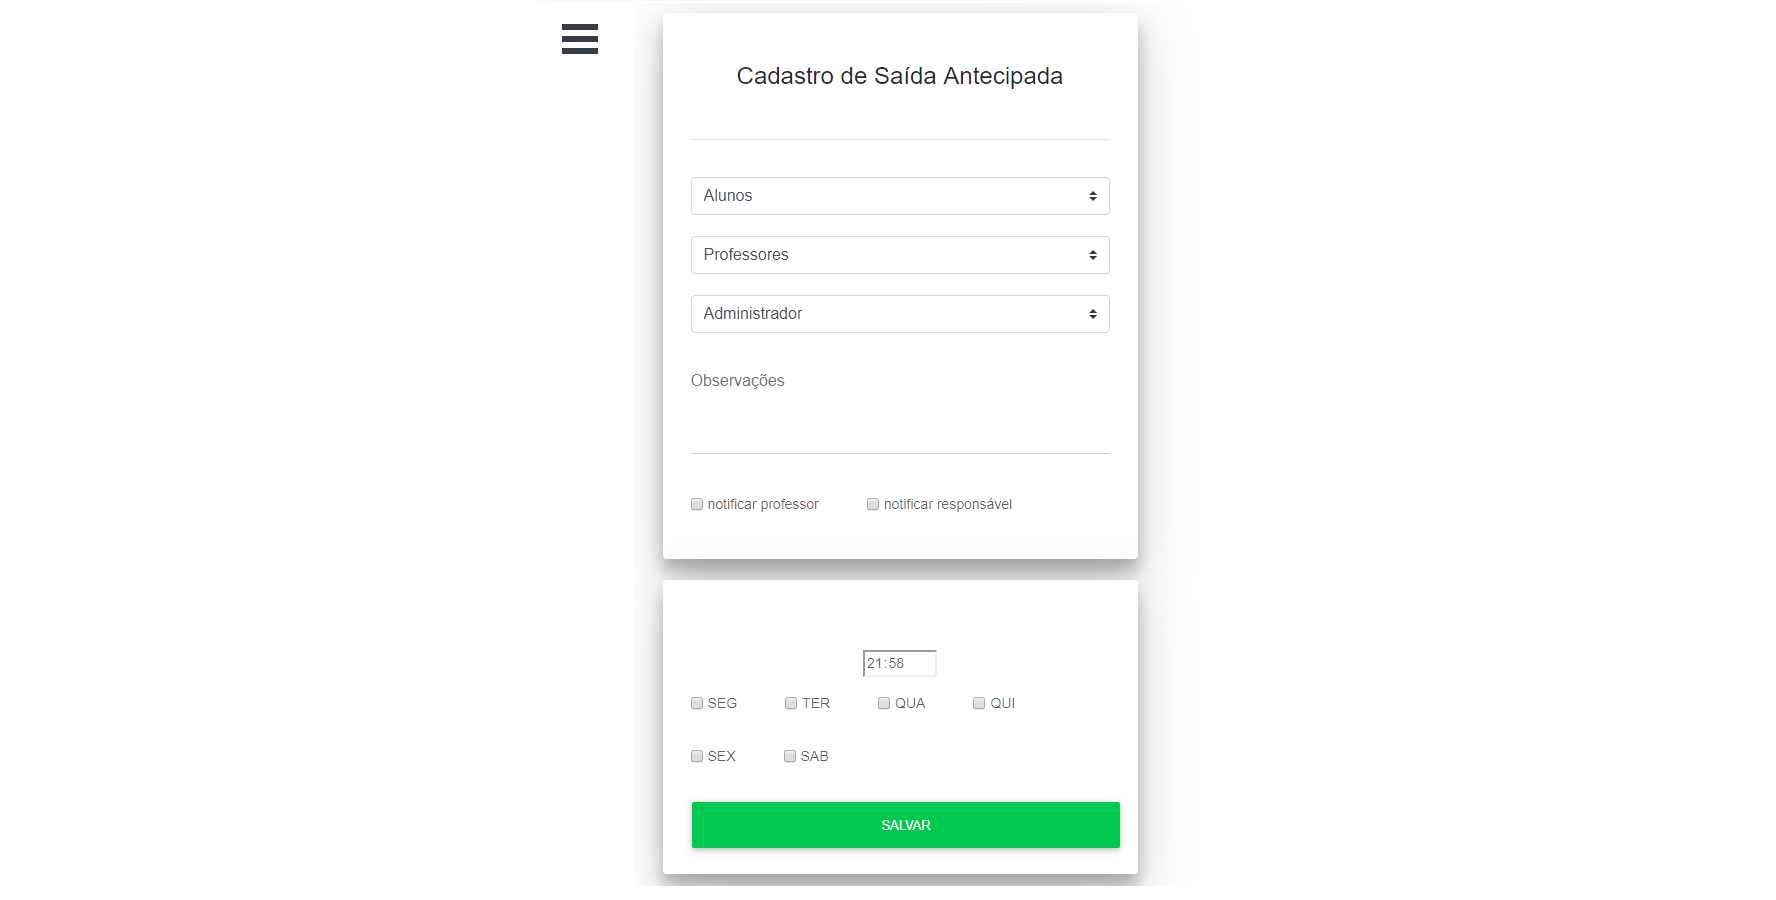 Cadastro de Saída Antecipada
Alunos
Professores
Administrador
Observações
notificar professor notificar responsável
21:58
SEG TER QUA QUI
SEX SAB
SALVAR